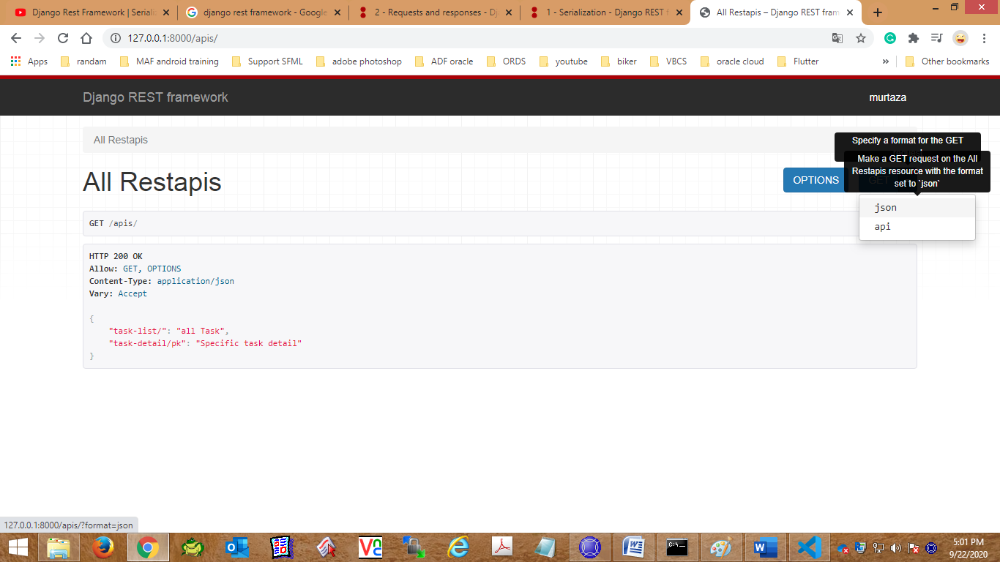 Django Rest Framework | Seriali
django rest framework - Google
2 - Requests and responses - Dj
1 - Serialization - Django REST f
All Restapis – Django REST fram
127.0.0.1:8000/apis/
Apps
randam
MAF android training
Support SFML
adobe photoshop
ADF oracle
ORDS
youtube
biker
VBCS
oracle cloud
Flutter
»
Other bookmarks
Django REST framework
murtaza
All Restapis
Specify a format for the GET
Make a GET request on the All
Restapis resource with the format
set to `json`
All Restapis
OPTIONS
GET
json
api
GET /apis/
HTTP 200 OK
Allow: GET, OPTIONS
Content-Type: application/json
Vary: Accept
{
"task-list/": "all Task",
"task-detail/pk": "Specific task detail"
}
127.0.0.1:8000/apis/?format=json
5:01 PM
9/22/2020